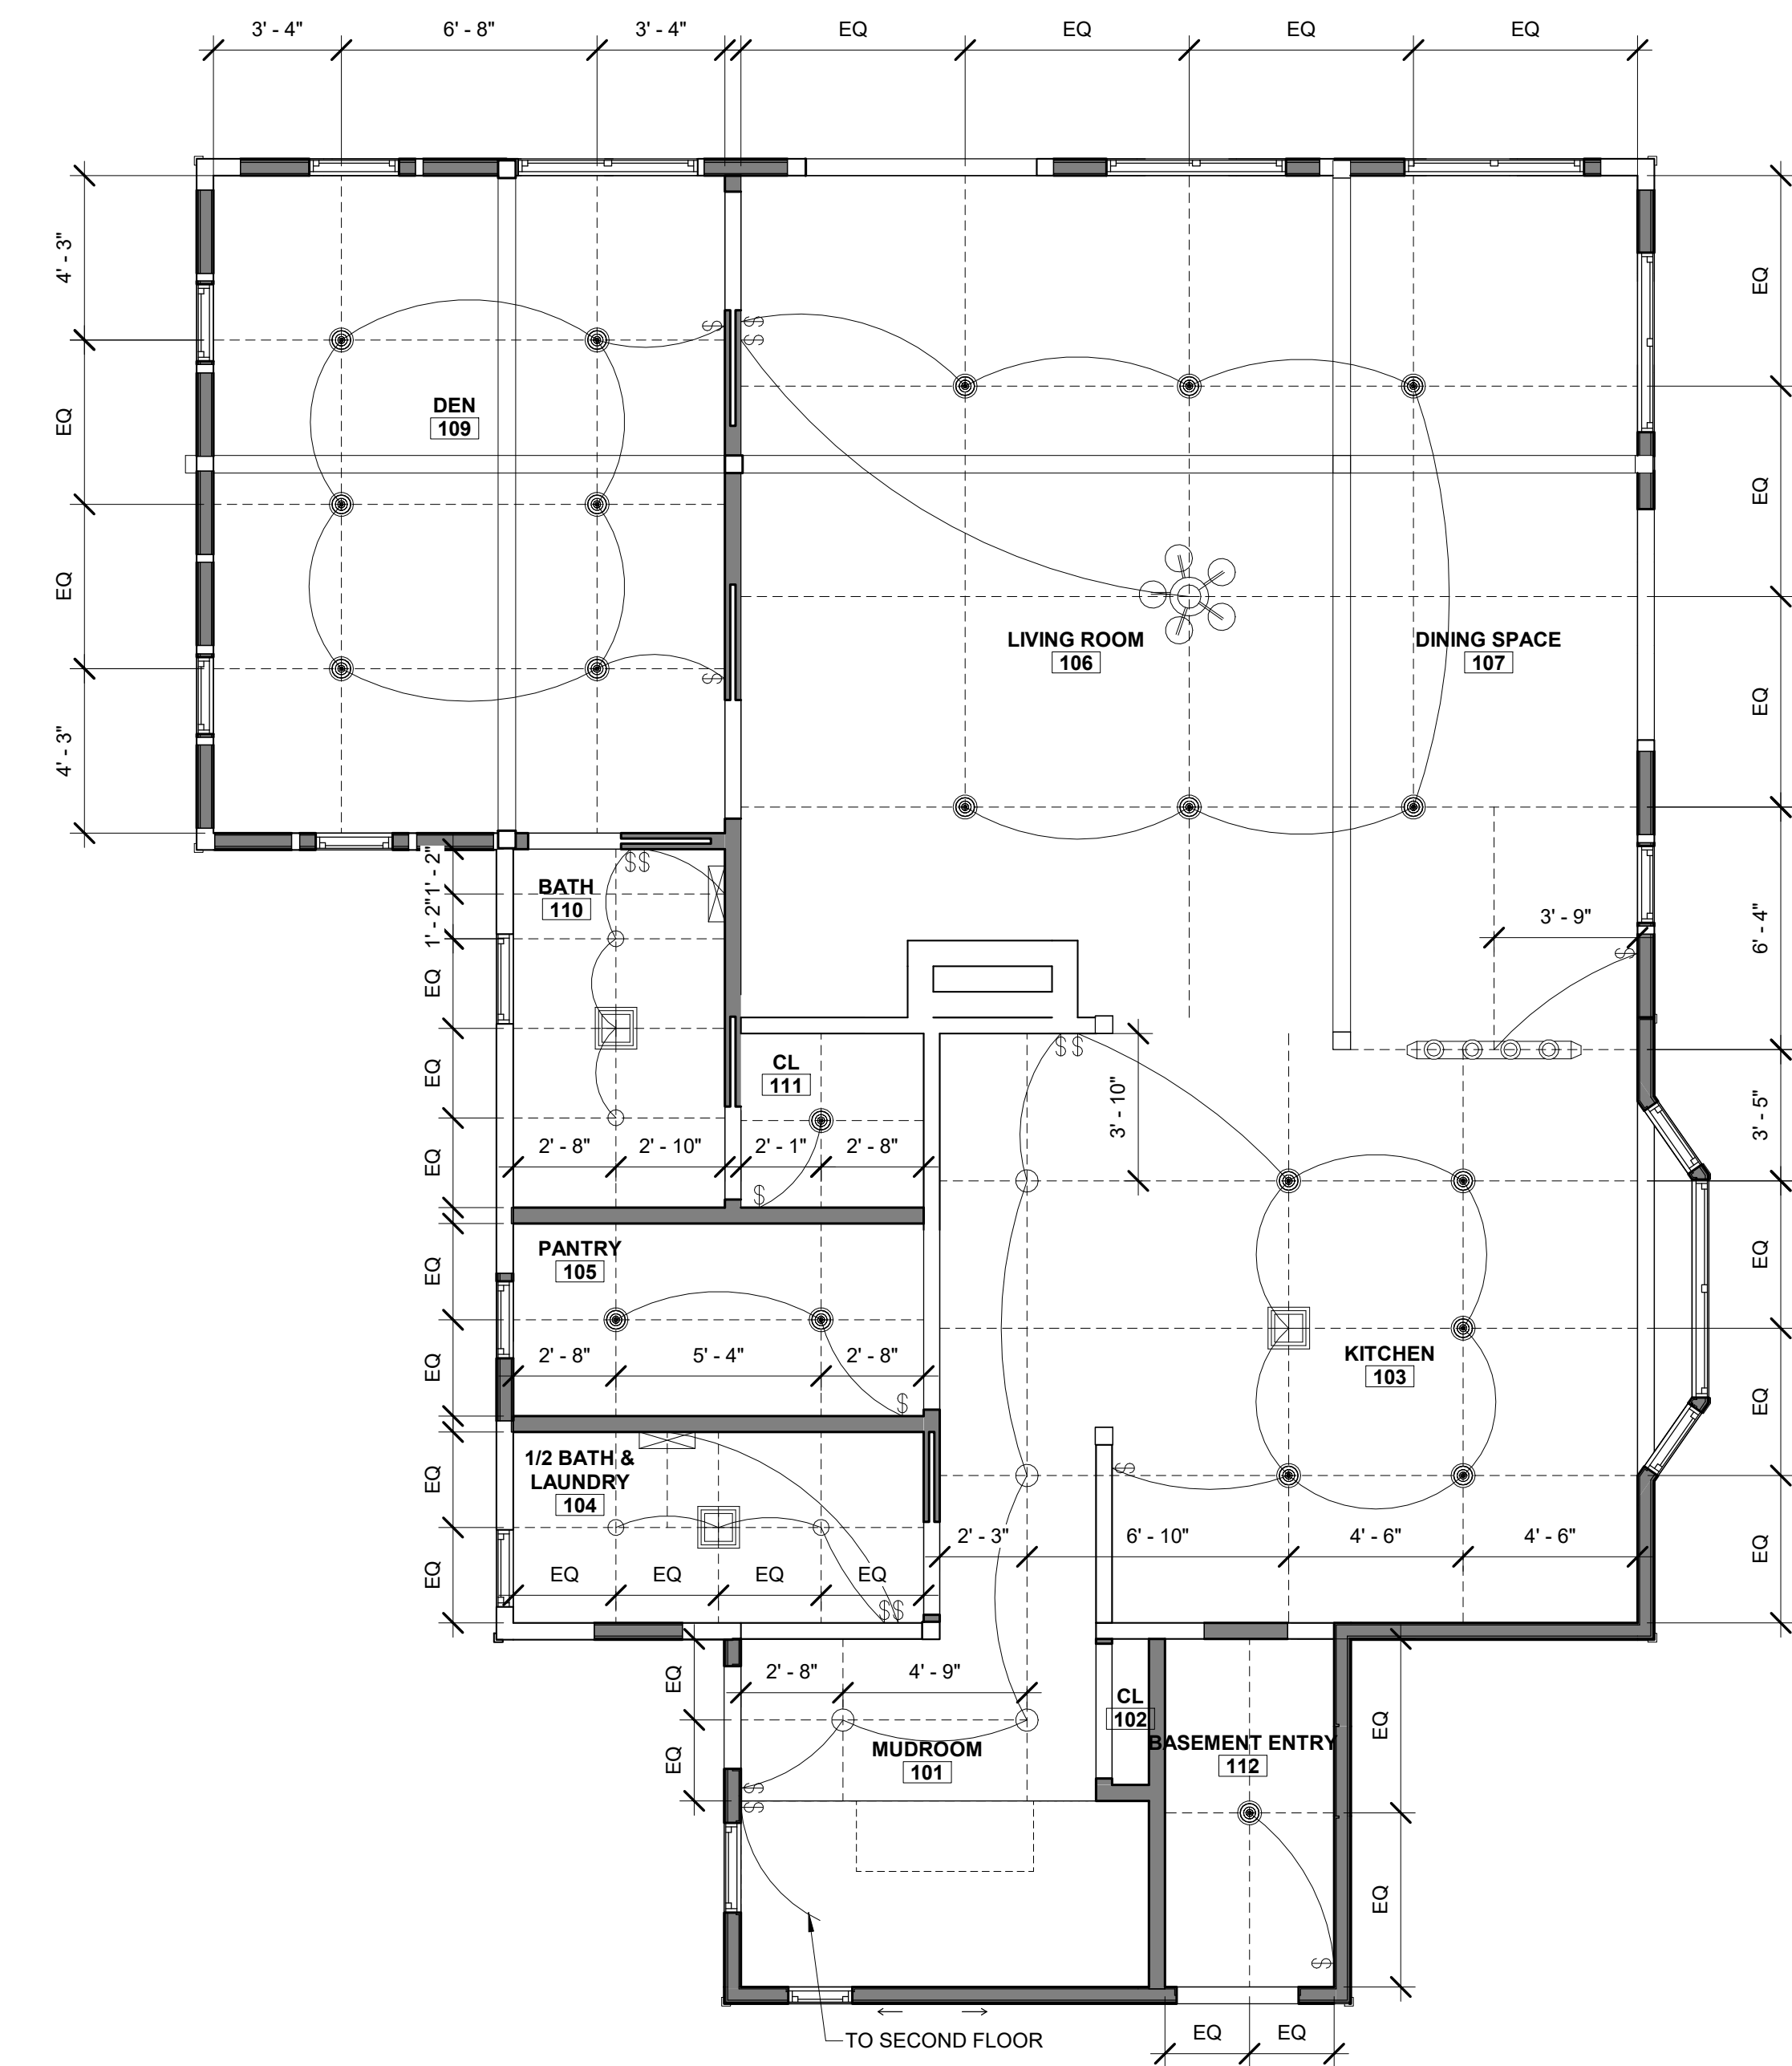 3' - 4" 6' - 8" 3' - 4" EQ EQ EQ EQ
4' - 3"
EQ
EQ
4' - 3"
EQ
EQ
EQ
6' - 4"
3' - 5"
EQ
EQ
$
$
$
DEN
109
$
LIVING ROOM
106
DINING SPACE
107
1' - 2"
1' - 2"
EQ
EQ
EQ
$ $
BATH
110
3' - 9"
$
CL
111
$ $
3' - 10"
2' - 8" 2' - 10" 2' - 1" 2' - 8"
$
EQ
EQ
PANTRY
105
2' - 8" 5' - 4" 2' - 8"
$
KITCHEN
103
EQ
EQ
1/2 BATH &
LAUNDRY
104
$
EQ EQ EQ EQ
$ $
2' - 3" 6' - 10" 4' - 6" 4' - 6"
EQ
EQ
EQ
2' - 8" 4' - 9"
CL
102
MUDROOM
101
BASEMENT ENTRY
112
$
$
EQ
EQ
$
TO SECOND FLOOR
EQ EQ